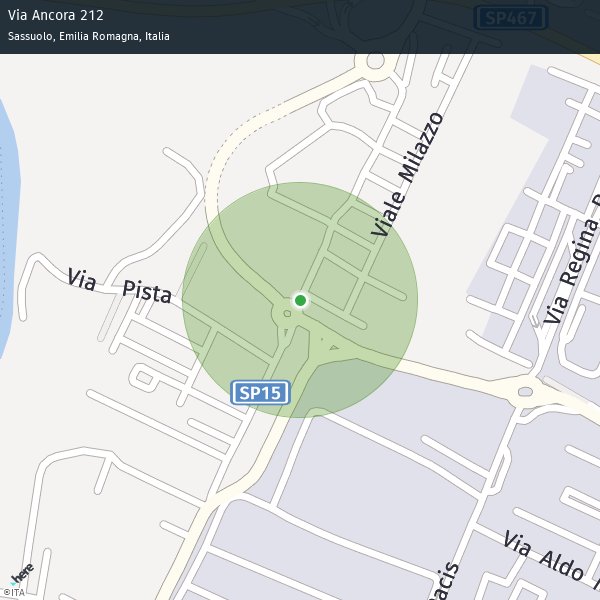 Via Ancora 212
Sassuolo, Emilia Romagna, Italia
SP467
Viale Milazzo
Via Regina
Via Pista
SP15
Via Aldo
here
©ITA